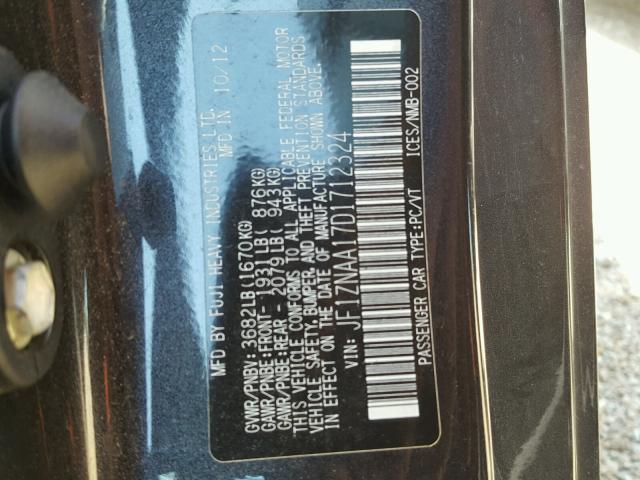 MFD BY FUJI HEAVY INDUSTRIES LTD. MFD IN 10/12
GVWR/PNBV: 3682LB(1670KG)
GAWR/PNBE:FRONT- 1931LB( 876KG)
GAWR/PNBE:REAR - 2079LB( 943KG)
THIS VEHICLE CONFORMS TO ALL APPLICABLE FEDERAL MOTOR
VEHICLE SAFETY, BUMPER, AND THEFT PREVENTION STANDARDS
IN EFFECT ON THE DATE OF MANUFACTURE SHOWN ABOVE.
VIN: JF1ZNAA17D1712324
PASSENGER CAR TYPE:PC/VT ICES/NMB-002